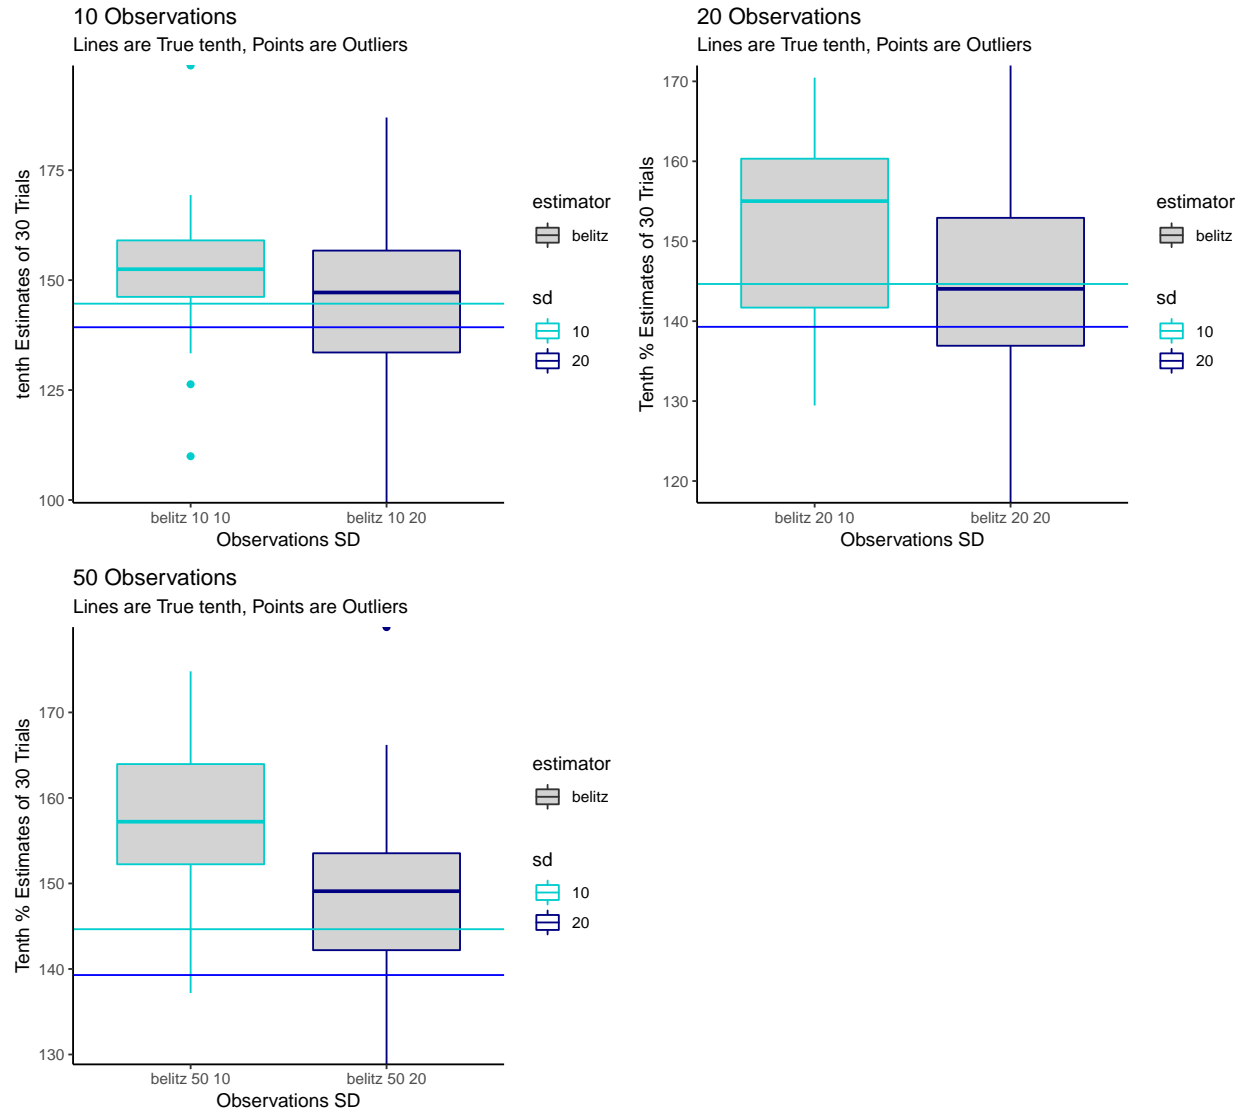 10 Observations
Lines are True tenth, Points are Outliers
tenth Estimates of 30 Trials
175
150
125
100
belitz 10 10
belitz 10 20
Observations SD
estimator
belitz
sd
10
20
20 Observations
Lines are True tenth, Points are Outliers
Tenth % Estimates of 30 Trials
170
160
150
140
130
120
belitz 20 10
belitz 20 20
Observations SD
estimator
belitz
sd
10
20
50 Observations
Lines are True tenth, Points are Outliers
Tenth % Estimates of 30 Trials
170
160
150
140
130
belitz 50 10
belitz 50 20
Observations SD
estimator
belitz
sd
10
20